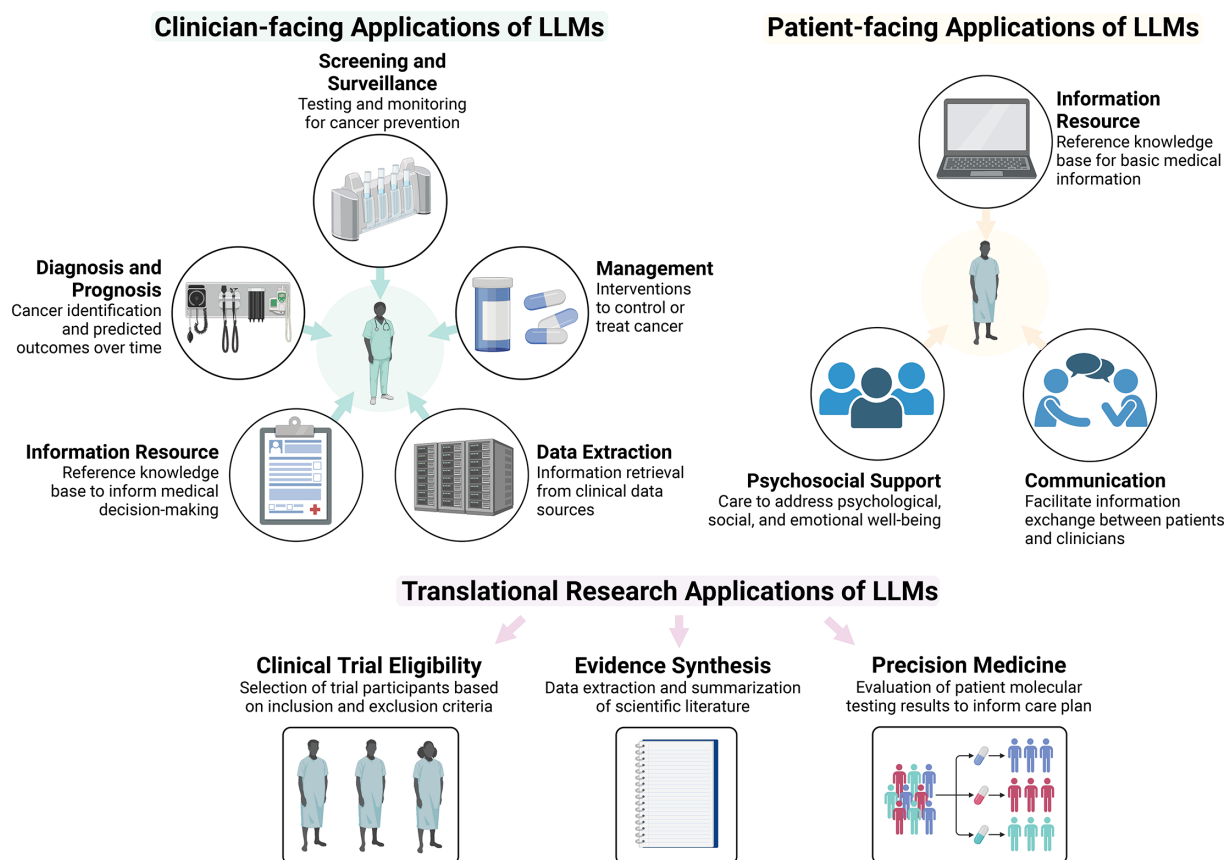 Clinician-facing Applications of LLMs
Screening and
Surveillance
Testing and monitoring
for cancer prevention
Diagnosis and
Prognosis
Cancer identification
and predicted
outcomes over time
Management
Interventions
to control or
treat cancer
Information Resource
Reference knowledge
base to inform medical
decision-making
Data Extraction
Information retrieval
from clinical data
sources
Patient-facing Applications of LLMs
Information
Resource
Reference knowledge
base for basic medical
information
Psychosocial Support
Care to address psychological,
social, and emotional well-being
Communication
Facilitate information
exchange between patients
and clinicians
Translational Research Applications of LLMs
Clinical Trial Eligibility
Selection of trial participants based
on inclusion and exclusion criteria
Evidence Synthesis
Data extraction and summarization
of scientific literature
Precision Medicine
Evaluation of patient molecular
testing results to inform care plan